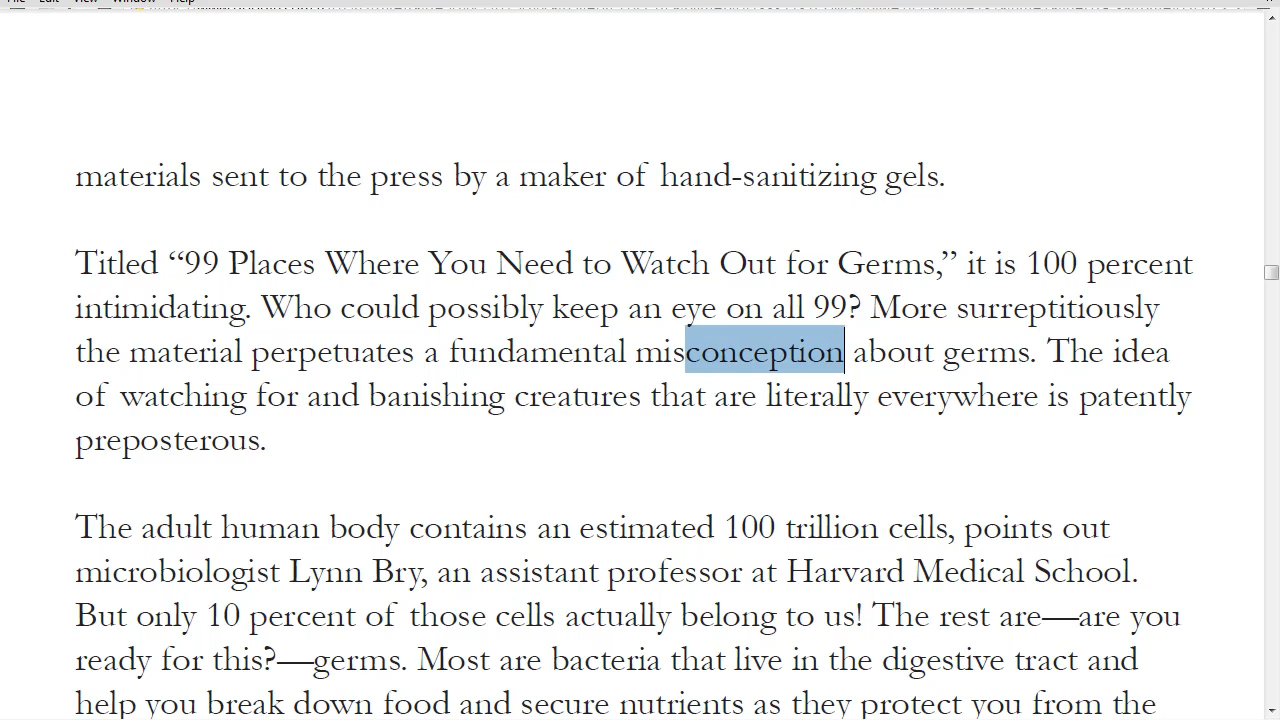 File Edit View Window Help
materials sent to the press by a maker of hand-sanitizing gels.
Titled “99 Places Where You Need to Watch Out for Germs,” it is 100 percent
intimidating. Who could possibly keep an eye on all 99? More surreptitiously
the material perpetuates a fundamental misconception about germs. The idea
of watching for and banishing creatures that are literally everywhere is patently
preposterous.
The adult human body contains an estimated 100 trillion cells, points out
microbiologist Lynn Bry, an assistant professor at Harvard Medical School.
But only 10 percent of those cells actually belong to us! The rest are—are you
ready for this?—germs. Most are bacteria that live in the digestive tract and
help you break down food and secure nutrients as they protect you from the